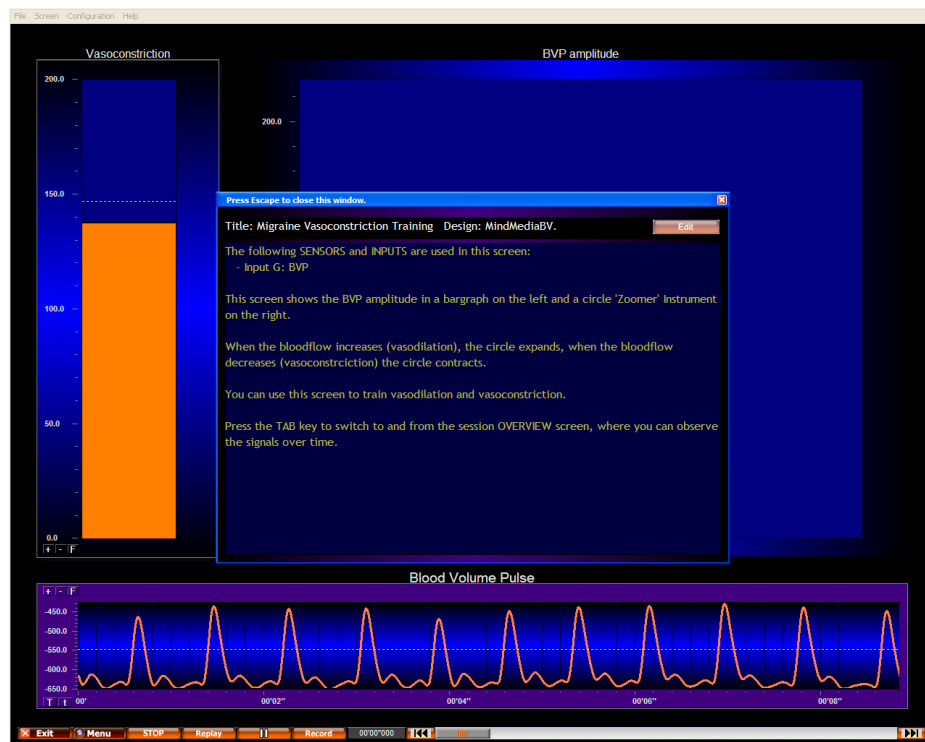 File Screen Configuration Help
Vasoconstriction
BVP amplitude
200.0
150.0
100.0
50.0
0.0
+ - F
200.0
Press Escape to close this window.
Title: Migraine Vasoconstriction Training Design: MindMediaBV.
Edit
The following SENSORS and INPUTS are used in this screen:
- Input G: BVP
This screen shows the BVP amplitude in a bargraph on the left and a circle 'Zoomer' Instrument
on the right.
When the bloodflow increases (vasodilation), the circle expands, when the bloodflow
decreases (vasoconstrciction) the circle contracts.
You can use this screen to train vasodilation and vasoconstriction.
Press the TAB key to switch to and from the session OVERVIEW screen, where you can observe
the signals over time.
Blood Volume Pulse
+ - F
-450.0
-500.0
-550.0
-600.0
-650.0
T t 00' 00'02'' 00'04'' 00'06'' 00'08''
Exit Menu STOP Replay Record 00'00''000